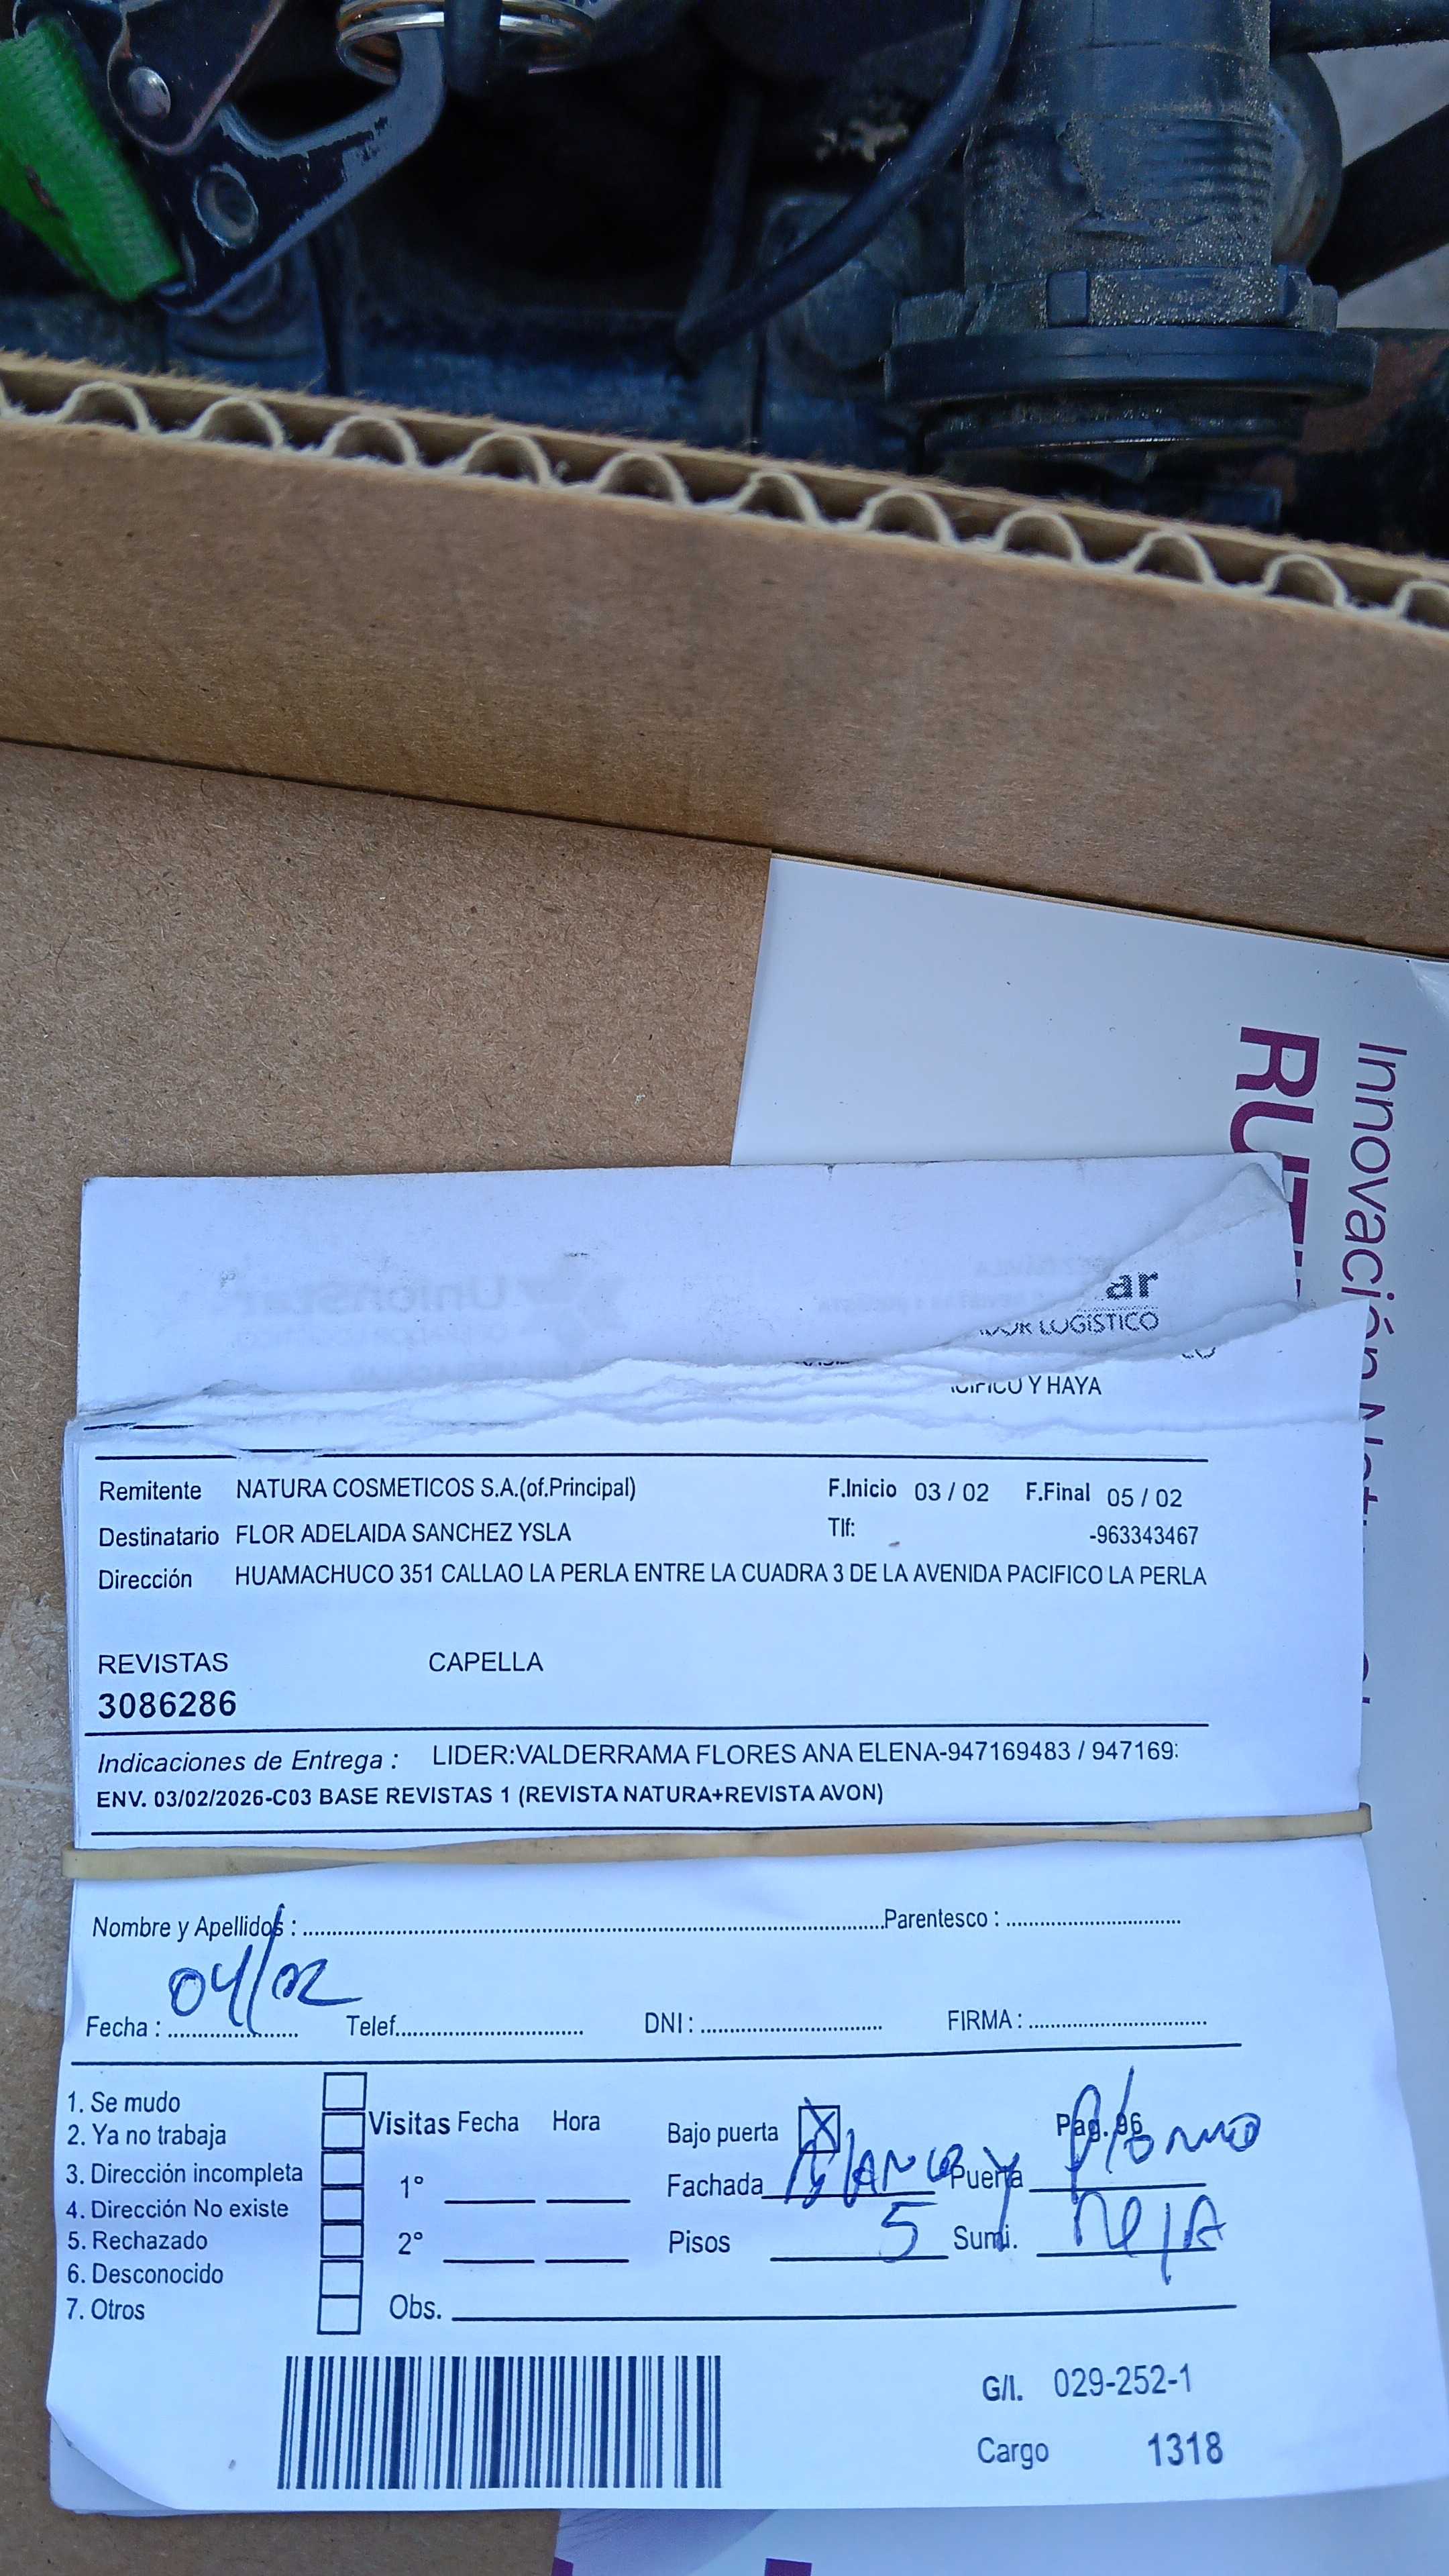 Innovación
ar
LOGÍSTICO
Y HAYA
Remitente NATURA COSMETICOS S.A.(of.Principal) F.Inicio 03 / 02 F.Final 05 / 02
Destinatario FLOR ADELAIDA SANCHEZ YSLA Tlf: -963343467
Dirección HUAMACHUCO 351 CALLAO LA PERLA ENTRE LA CUADRA 3 DE LA AVENIDA PACIFICO LA PERLA
REVISTAS CAPELLA
3086286
Indicaciones de Entrega : LIDER:VALDERRAMA FLORES ANA ELENA-947169483 / 947169
ENV. 03/02/2026-C03 BASE REVISTAS 1 (REVISTA NATURA+REVISTA AVON)
Nombre y Apellidos : Parentesco :
Fecha : 04/02 Telef. DNI : FIRMA :
1. Se mudo
2. Ya no trabaja
3. Dirección incompleta
4. Dirección No existe
5. Rechazado
6. Desconocido
7. Otros
Visitas Fecha Hora
1°
2°
Bajo puerta X Pag. 96
Fachada Blanco y Puerta Plomo
Pisos 5 Sumi. Reja
Obs.
G/I. 029-252-1
Cargo 1318